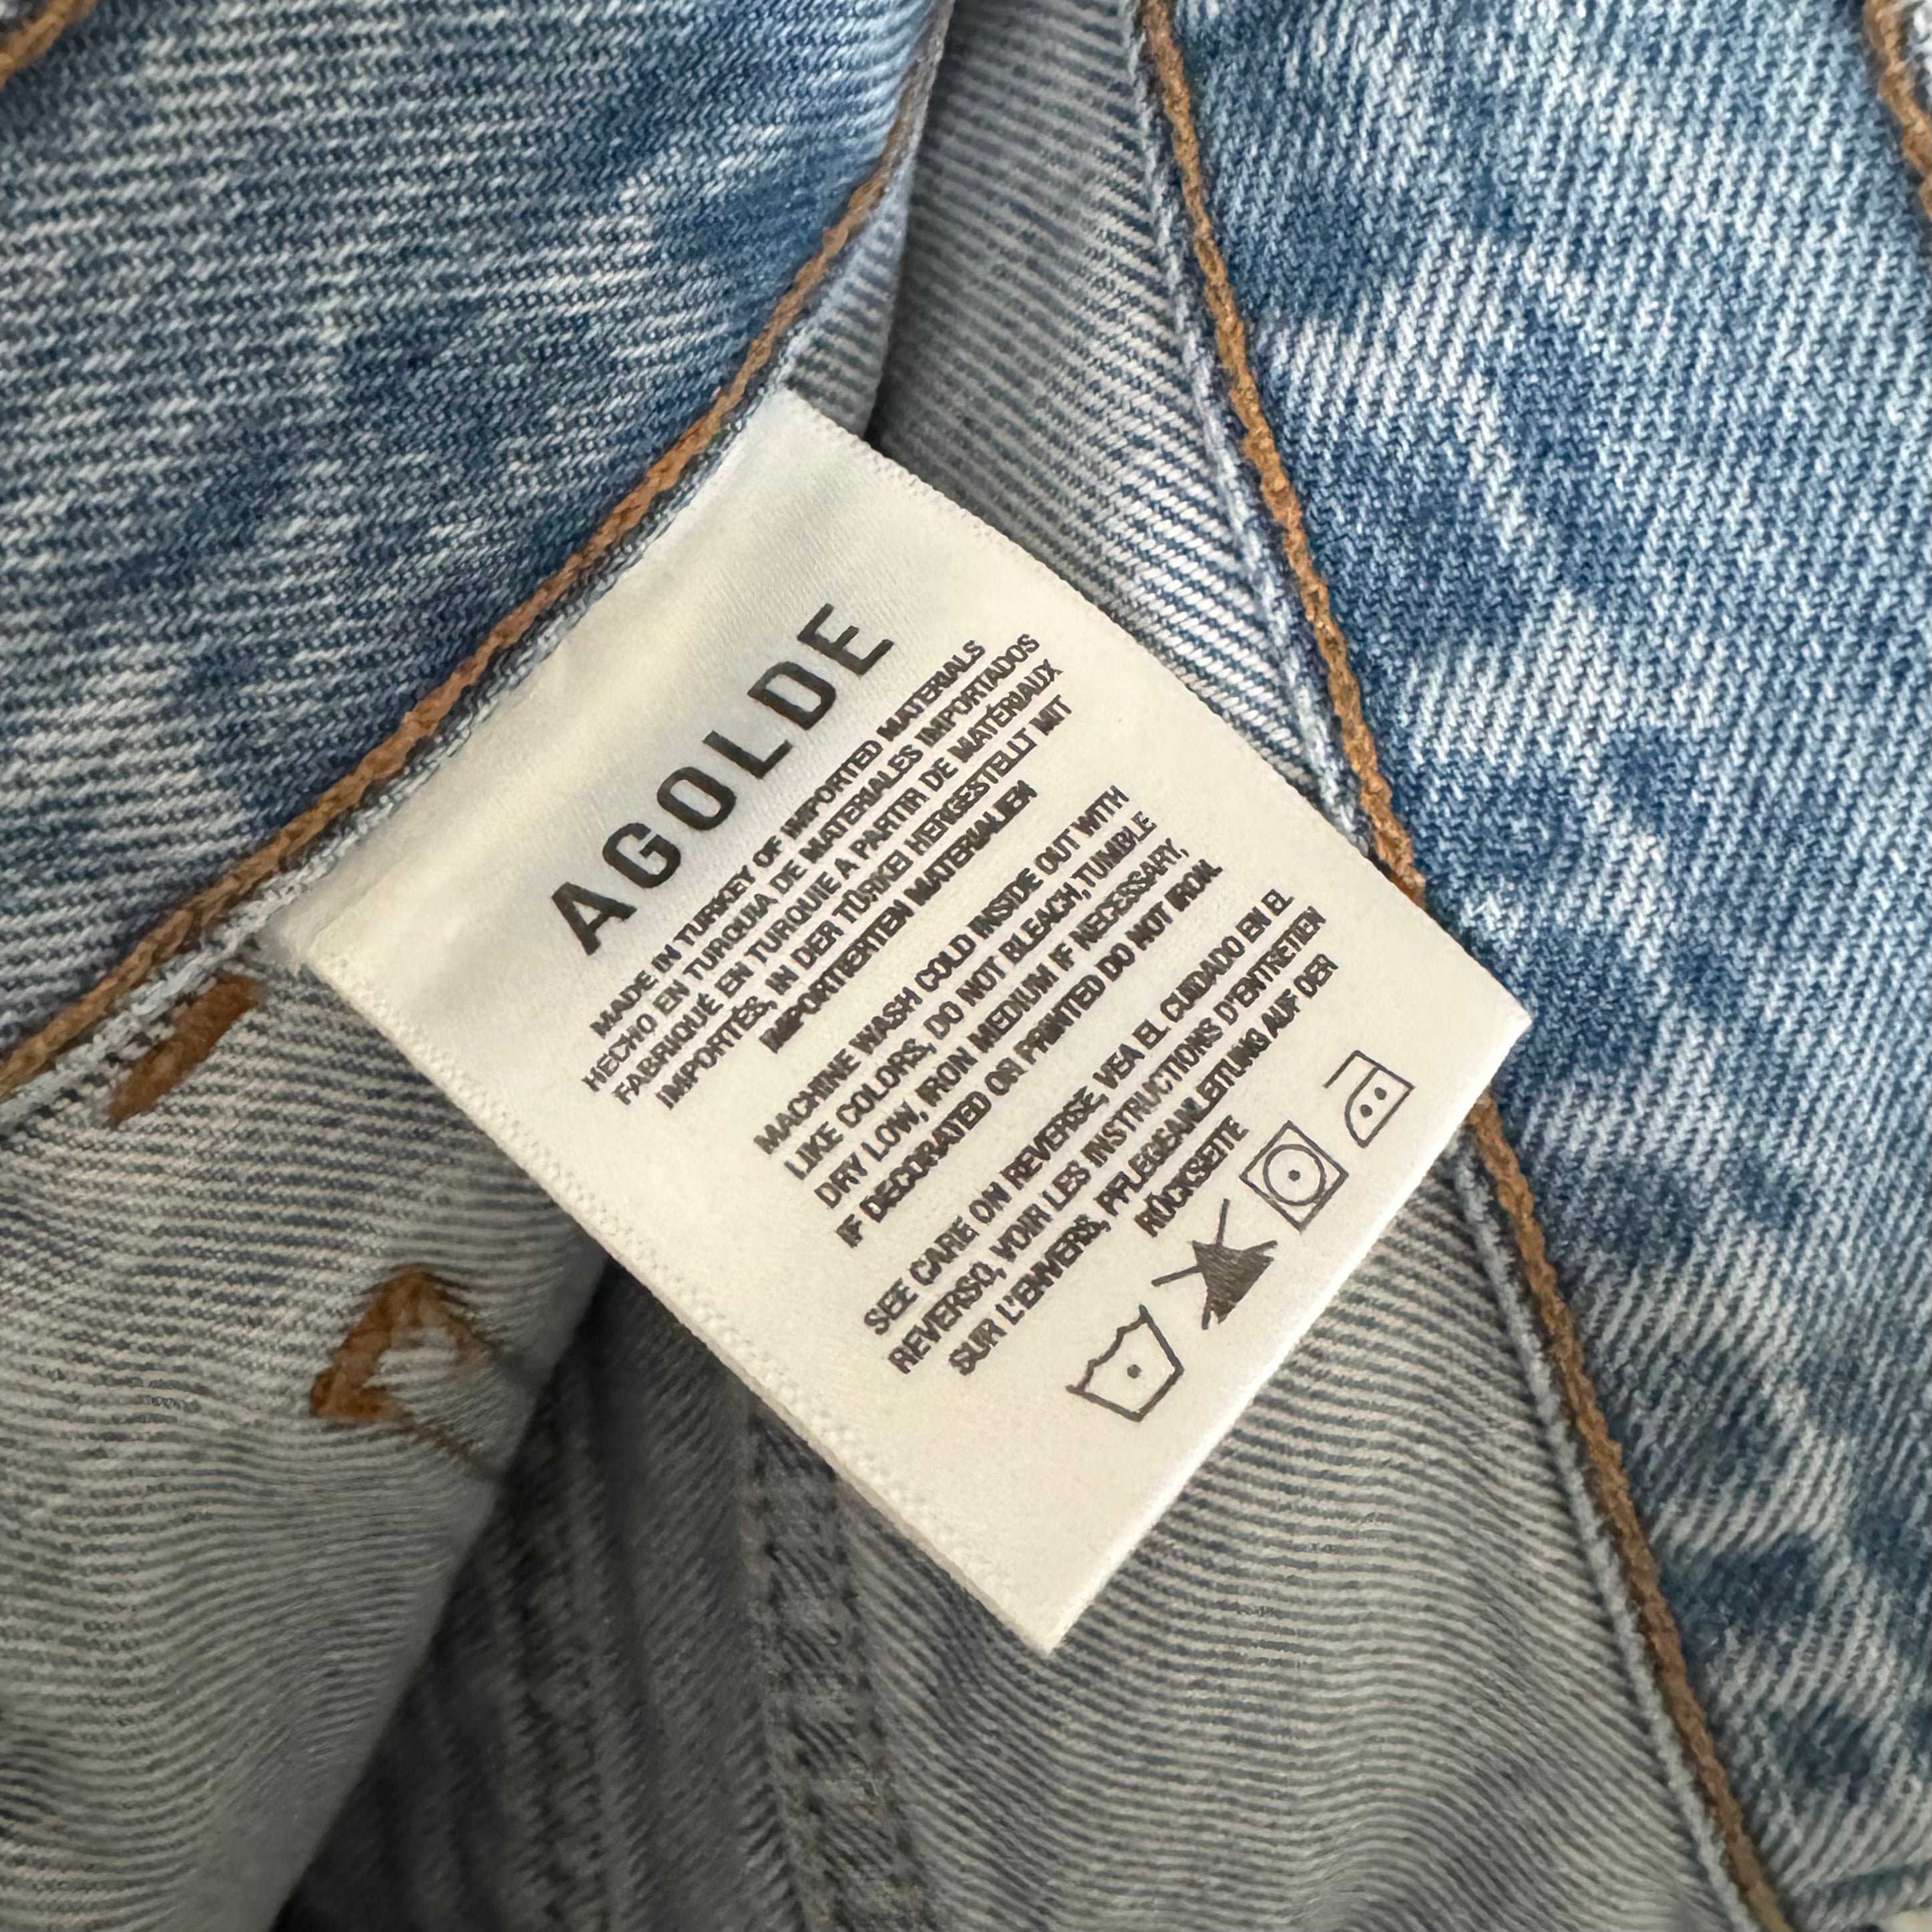 AGOLDE
MADE IN TURKEY OF IMPORTED MATERIALS
HECHO EN TURQUIA DE MATERIALES IMPORTADOS
FABRIQUÉ EN TURQUIE A PARTIR DE MATÉRIAUX
IMPORTÉS, IN DER TÜRKEI HERGESTELLT MIT
IMPORTIERTEN MATERIALIEN
MACHINE WASH COLD INSIDE OUT WITH
LIKE COLORS, DO NOT BLEACH,TUMBLE
DRY LOW, IRON MEDIUM IF NECESSARY,
IF DECORATED OR PRINTED DO NOT IRON.
SEE CARE ON REVERSE, VEA EL CUIDADO EN EL
REVERSO, VOIR LES INSTRUCTIONS D'ENTRETIEN
SUR L'ENVERS, PFLEGEANLEITUNG AUF DER
RÜCKSEITE